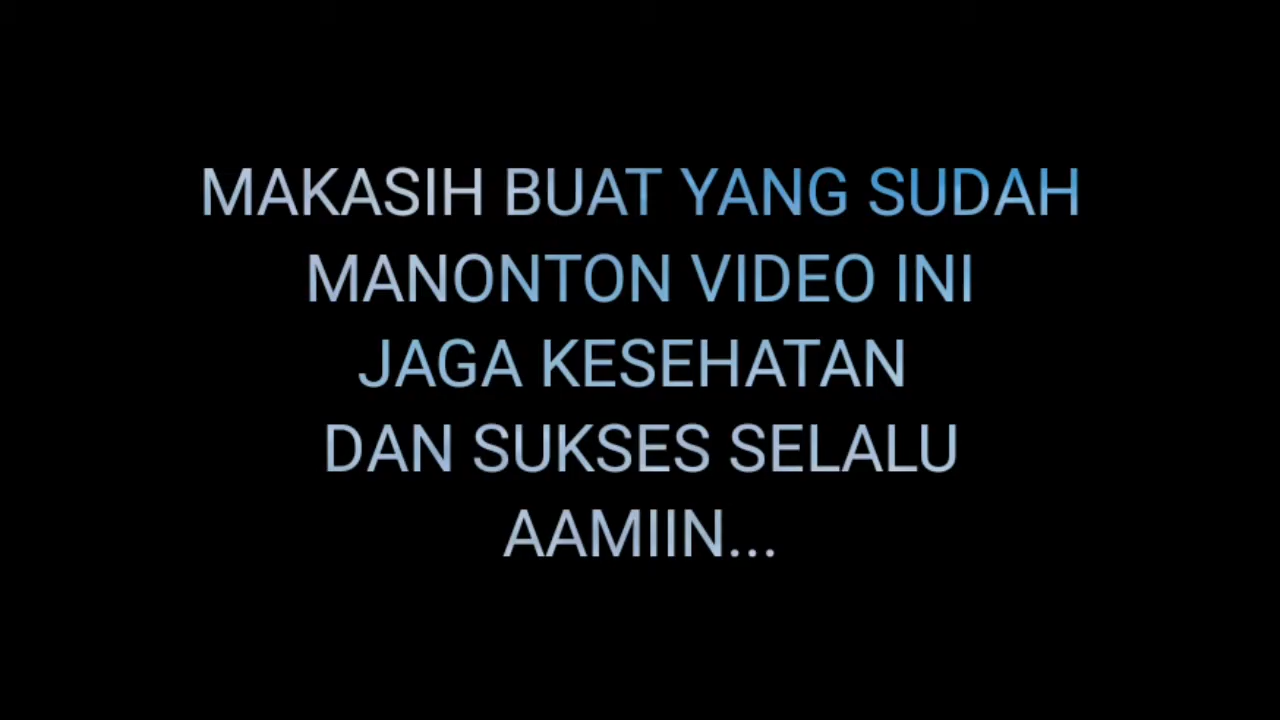 MAKASIH BUAT YANG SUDAH
MANONTON VIDEO INI
JAGA KESEHATAN
DAN SUKSES SELALU
AAMIIN...